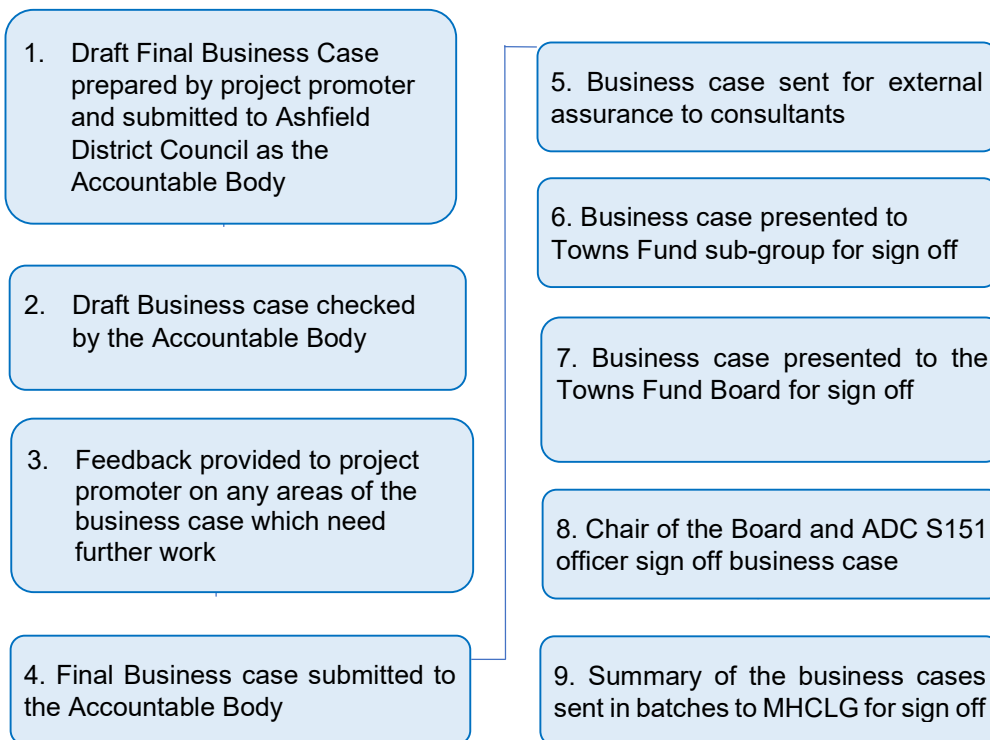 1. Draft Final Business Case
prepared by project promoter
and submitted to Ashfield
District Council as the
Accountable Body
2. Draft Business case checked
by the Accountable Body
3. Feedback provided to project
promoter on any areas of the
business case which need
further work
4. Final Business case submitted to
the Accountable Body
5. Business case sent for external
assurance to consultants
6. Business case presented to
Towns Fund sub-group for sign off
7. Business case presented to the
Towns Fund Board for sign off
8. Chair of the Board and ADC S151
officer sign off business case
9. Summary of the business cases
sent in batches to MHCLG for sign off